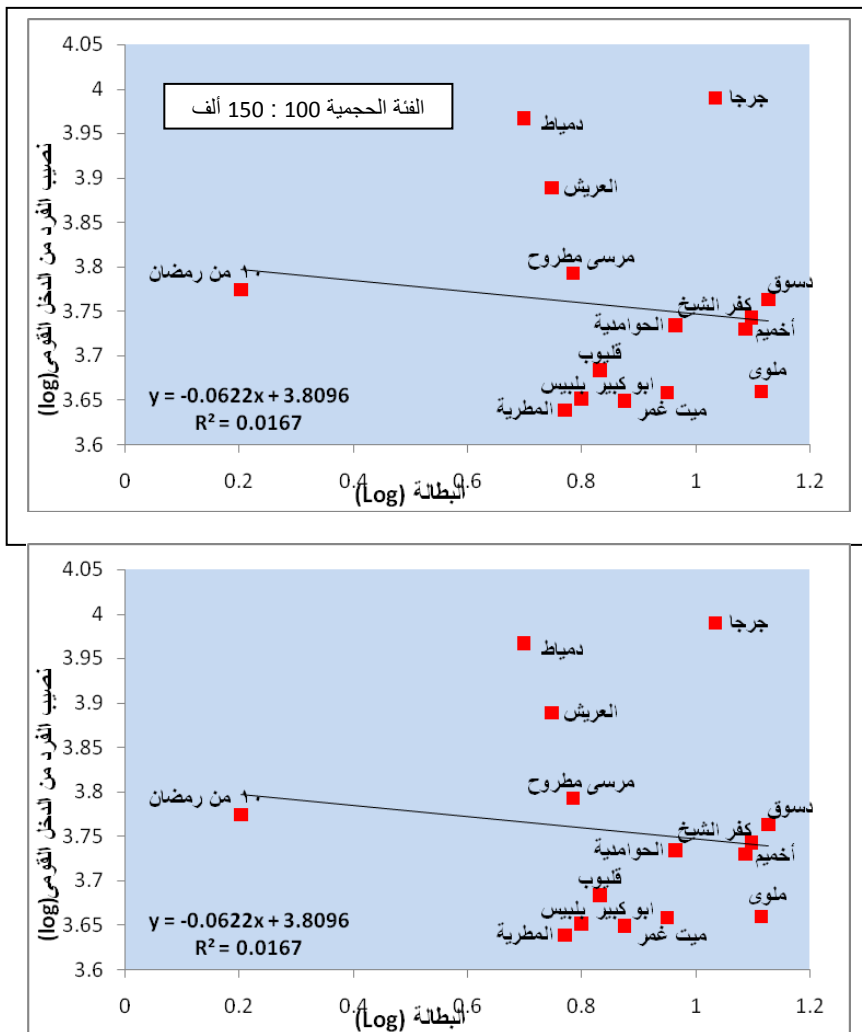 4.05
4
3.95
3.9
3.85
3.8
3.75
3.7
3.65
3.6
نصيب الفرد من الدخل القومى(log)
الفئة الحجمية 100 : 150 ألف
جرجا
دمياط
العريش
مرسى مطروح
١٠ من رمضان
دسوق
كفر الشيخ
الحوامدية
أخميم
قليوب
ملوى
ابو كبير
بلبيس
المطرية
ميت غمر
y = -0.0622x + 3.8096
R² = 0.0167
0 0.2 0.4 0.6 0.8 1 1.2
البطالة (Log)
4.05
4
3.95
3.9
3.85
3.8
3.75
3.7
3.65
3.6
نصيب الفرد من الدخل القومى(log)
جرجا
دمياط
العريش
مرسى مطروح
١٠ من رمضان
دسوق
كفر الشيخ
الحوامدية
أخميم
قليوب
ملوى
ابو كبير
بلبيس
المطرية
ميت غمر
y = -0.0622x + 3.8096
R² = 0.0167
0 0.2 0.4 0.6 0.8 1 1.2
البطالة (Log)